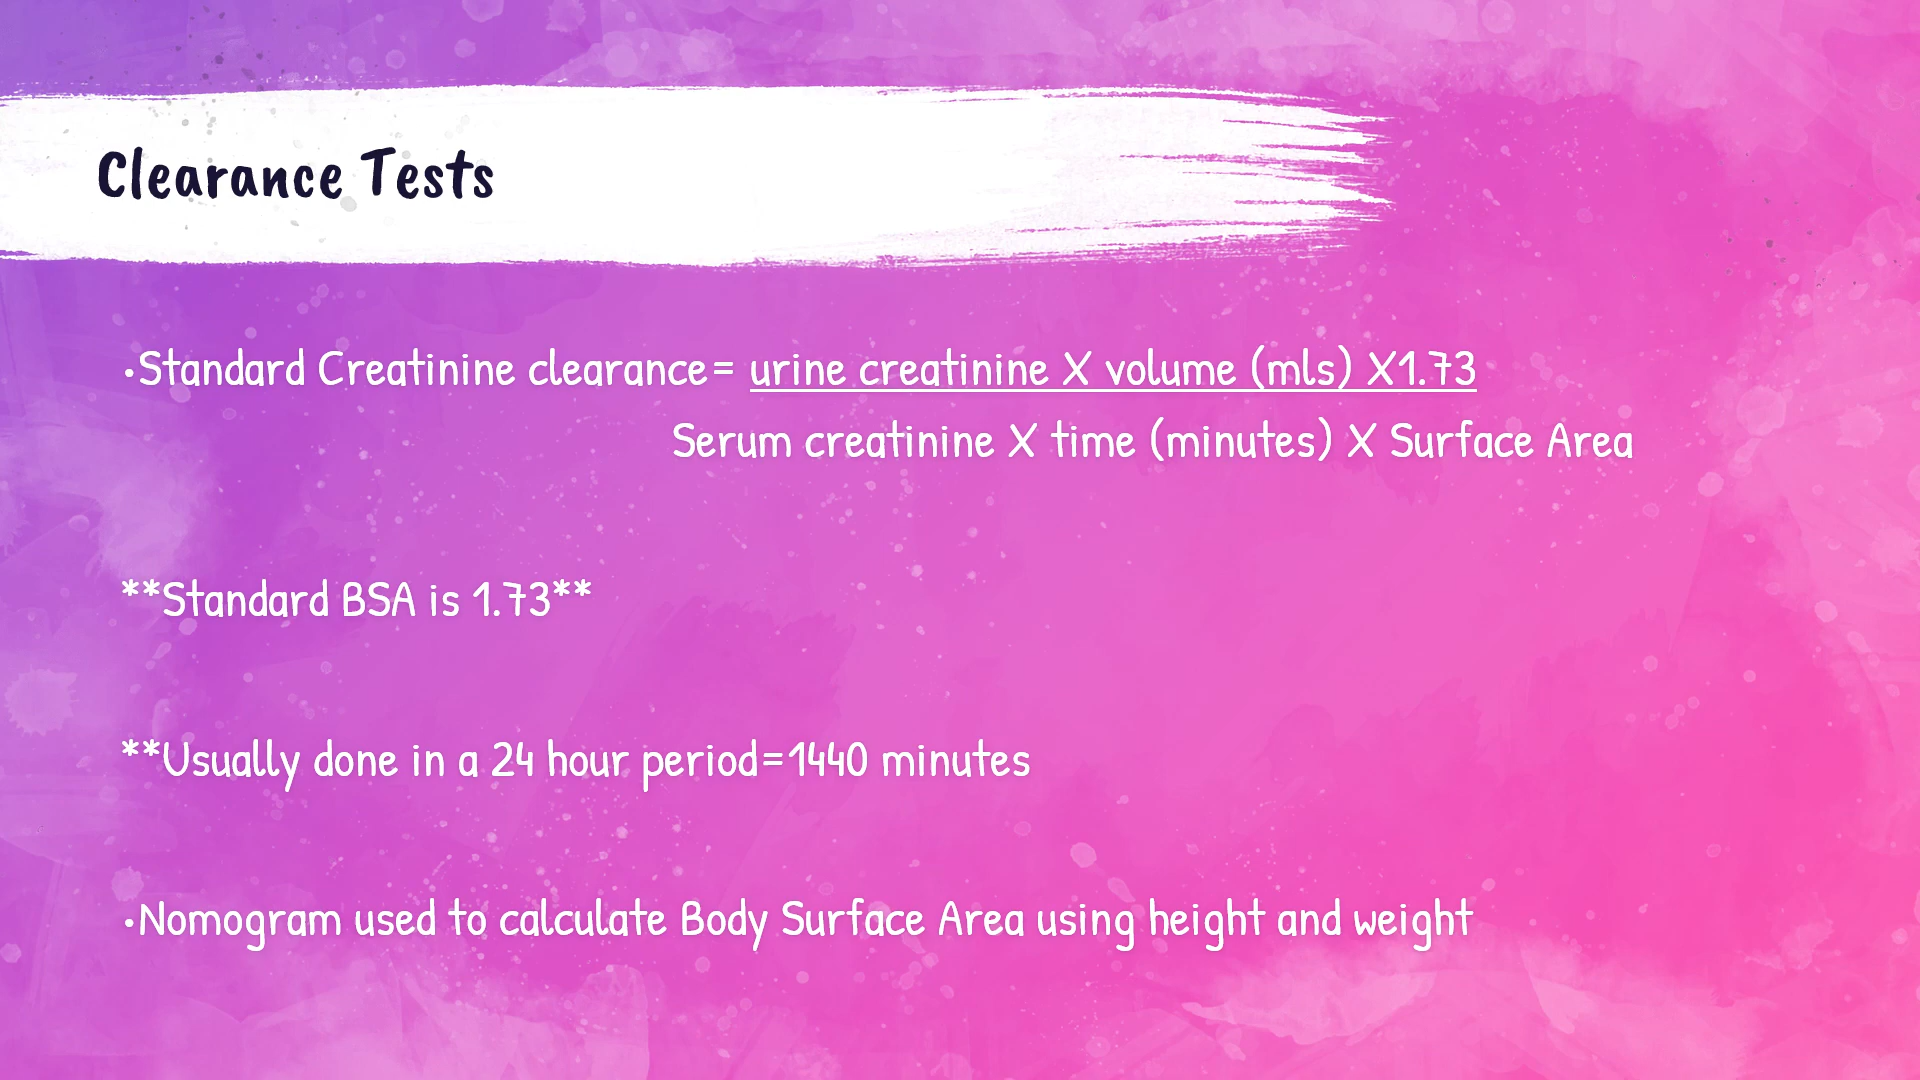 Clearance Tests
•Standard Creatinine clearance= urine creatinine X volume (mls) X1.73
Serum creatinine X time (minutes) X Surface Area
**Standard BSA is 1.73**
**Usually done in a 24 hour period=1440 minutes
•Nomogram used to calculate Body Surface Area using height and weight